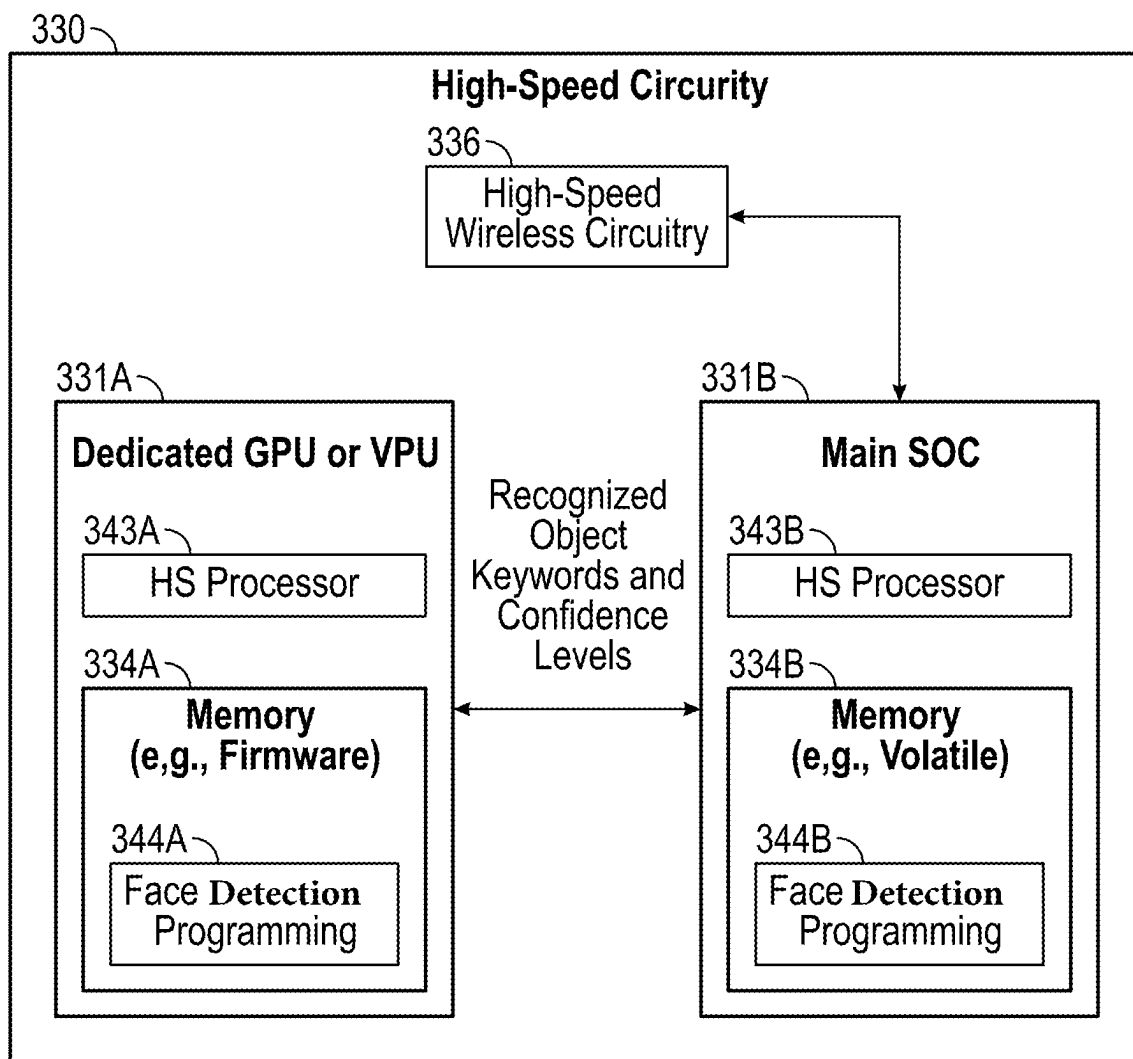 330
High-Speed Circurity
336
High-Speed
Wireless Circuitry
331A
Dedicated GPU or VPU
343A
HS Processor
334A
Memory
(e,g., Firmware)
344A
Face Detection
Programming
Recognized
Object
Keywords and
Confidence
Levels
331B
Main SOC
343B
HS Processor
334B
Memory
(e,g., Volatile)
344B
Face Detection
Programming